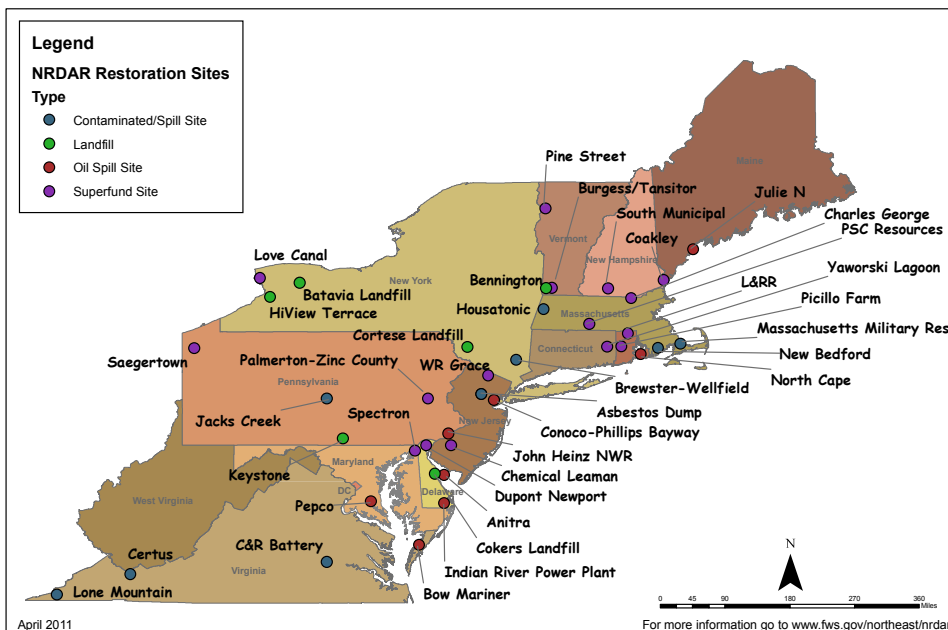 Legend
NRDAR Restoration Sites
Type
Contaminated/Spill Site
Landfill
Oil Spill Site
Superfund Site
Pine Street
Maine
Burgess/Tansitor
Julie N
South Municipal
Charles George
Vermont
Coakley
PSC Resources
Love Canal
New Hampshire
Yaworski Lagoon
New York
Bennington
L&RR
Batavia Landfill
Picillo Farm
HiView Terrace
Housatonic
Massachusetts
Massachusetts Military Res
Cortese Landfill
Connecticut
New Bedford
Saegertown
Palmerton-Zinc County
WR Grace
North Cape
Pennsylvania
Brewster-Wellfield
Jacks Creek
Spectron
Asbestos Dump
New Jersey
Conoco-Phillips Bayway
John Heinz NWR
Maryland
Keystone
Chemical Leaman
DC
Delaware
Dupont Newport
West Virginia
Pepco
Anitra
Certus
C&R Battery
Cokers Landfill
Virginia
Indian River Power Plant
Lone Mountain
Bow Mariner
N
0 45 90 180 270 360
Miles
April 2011
For more information go to www.fws.gov/northeast/nrdar